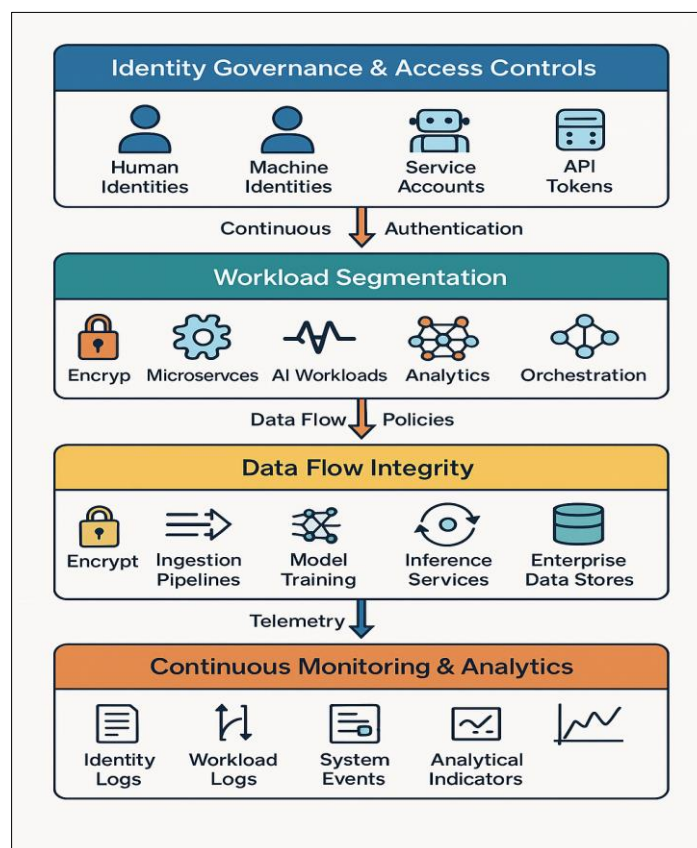 Identity Governance & Access Controls
Human Identities
Machine Identities
Service Accounts
API Tokens
Continuous Authentication
Workload Segmentation
Encryp
Microservces
AI Workloads
Analytics
Orchestration
Data Flow Policies
Data Flow Integrity
Encrypt
Ingestion Pipelines
Model Training
Inference Services
Enterprise Data Stores
Telemetry
Continuous Monitoring & Analytics
Identity Logs
Workload Logs
System Events
Analytical Indicators